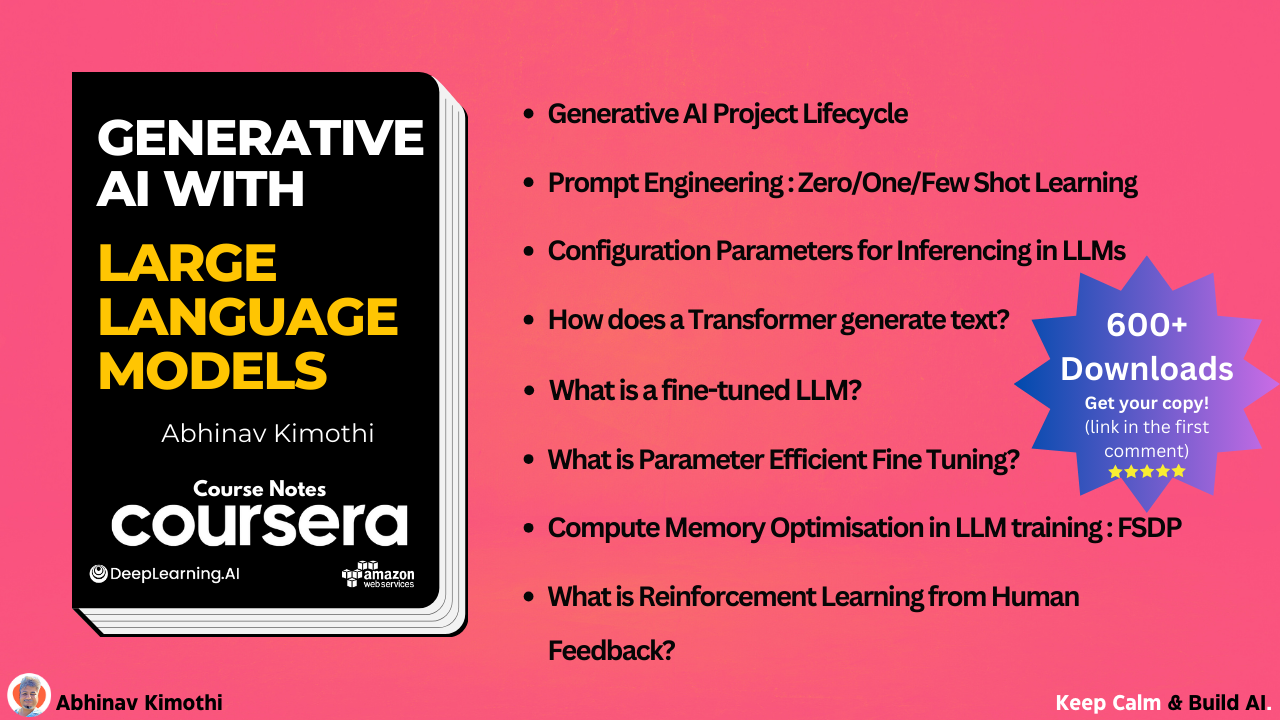 GENERATIVE
AI WITH
LARGE
LANGUAGE
MODELS
Abhinav Kimothi
Course Notes
coursera
DeepLearning.AI
amazon
web services
• Generative AI Project Lifecycle
• Prompt Engineering : Zero/One/Few Shot Learning
• Configuration Parameters for Inferencing in LLMs
• How does a Transformer generate text?
• What is a fine-tuned LLM?
• What is Parameter Efficient Fine Tuning?
• Compute Memory Optimisation in LLM training : FSDP
• What is Reinforcement Learning from Human
Feedback?
600+
Downloads
Get your copy!
(link in the first
comment)
Abhinav Kimothi
Keep Calm & Build AI.